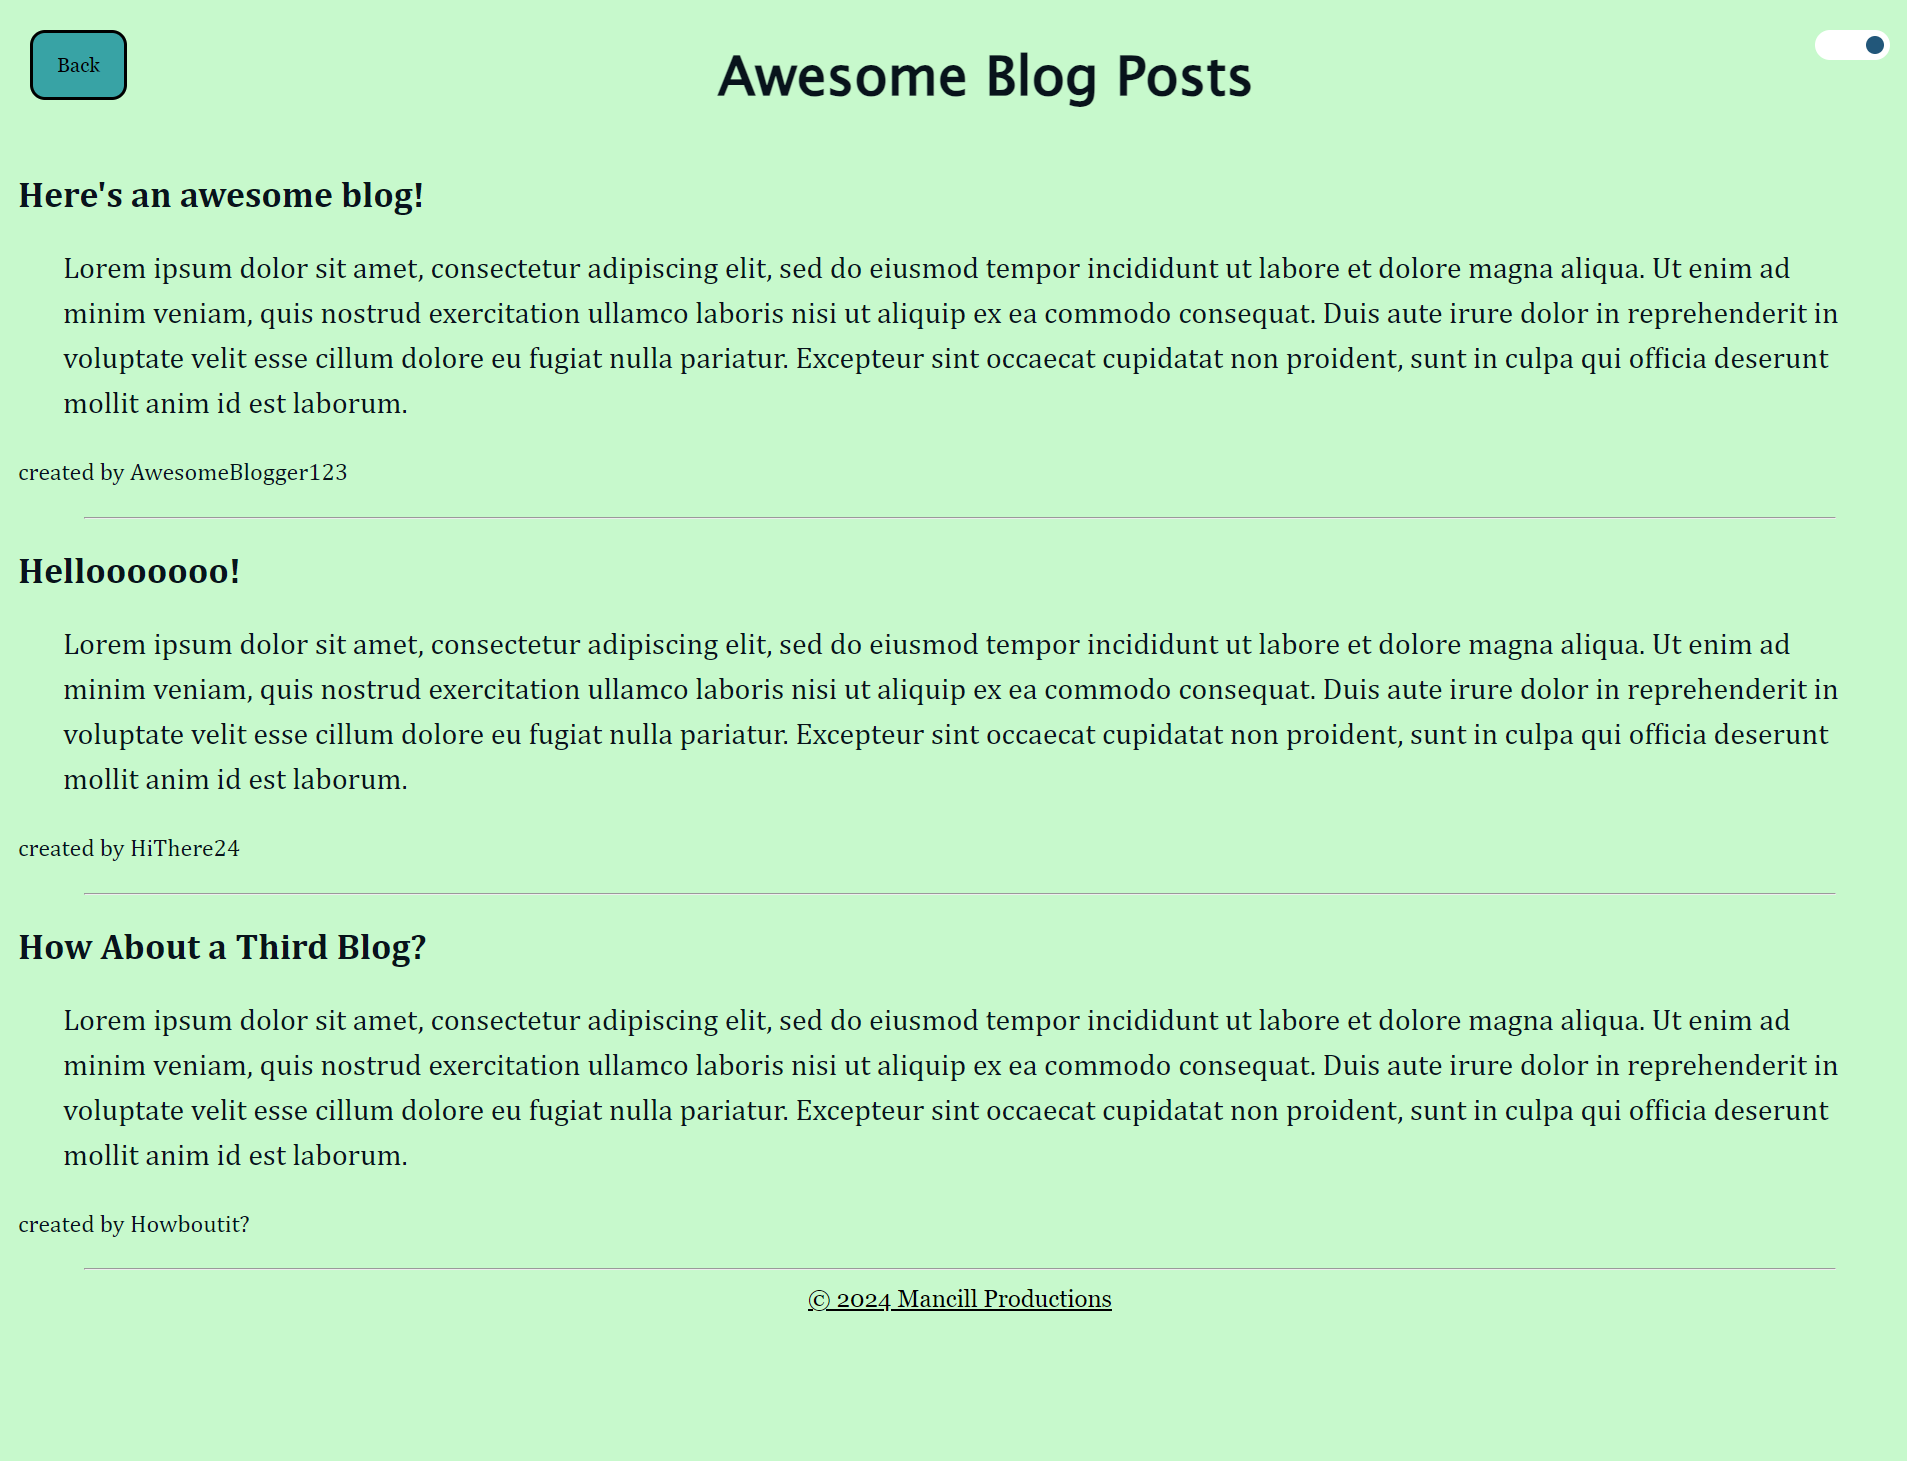 Back
Awesome Blog Posts
Here's an awesome blog!
Lorem ipsum dolor sit amet, consectetur adipiscing elit, sed do eiusmod tempor incididunt ut labore et dolore magna aliqua. Ut enim ad
minim veniam, quis nostrud exercitation ullamco laboris nisi ut aliquip ex ea commodo consequat. Duis aute irure dolor in reprehenderit in
voluptate velit esse cillum dolore eu fugiat nulla pariatur. Excepteur sint occaecat cupidatat non proident, sunt in culpa qui officia deserunt
mollit anim id est laborum.
created by AwesomeBlogger123
Hellooooooo!
Lorem ipsum dolor sit amet, consectetur adipiscing elit, sed do eiusmod tempor incididunt ut labore et dolore magna aliqua. Ut enim ad
minim veniam, quis nostrud exercitation ullamco laboris nisi ut aliquip ex ea commodo consequat. Duis aute irure dolor in reprehenderit in
voluptate velit esse cillum dolore eu fugiat nulla pariatur. Excepteur sint occaecat cupidatat non proident, sunt in culpa qui officia deserunt
mollit anim id est laborum.
created by HiThere24
How About a Third Blog?
Lorem ipsum dolor sit amet, consectetur adipiscing elit, sed do eiusmod tempor incididunt ut labore et dolore magna aliqua. Ut enim ad
minim veniam, quis nostrud exercitation ullamco laboris nisi ut aliquip ex ea commodo consequat. Duis aute irure dolor in reprehenderit in
voluptate velit esse cillum dolore eu fugiat nulla pariatur. Excepteur sint occaecat cupidatat non proident, sunt in culpa qui officia deserunt
mollit anim id est laborum.
created by Howboutit?
© 2024 Mancill Productions